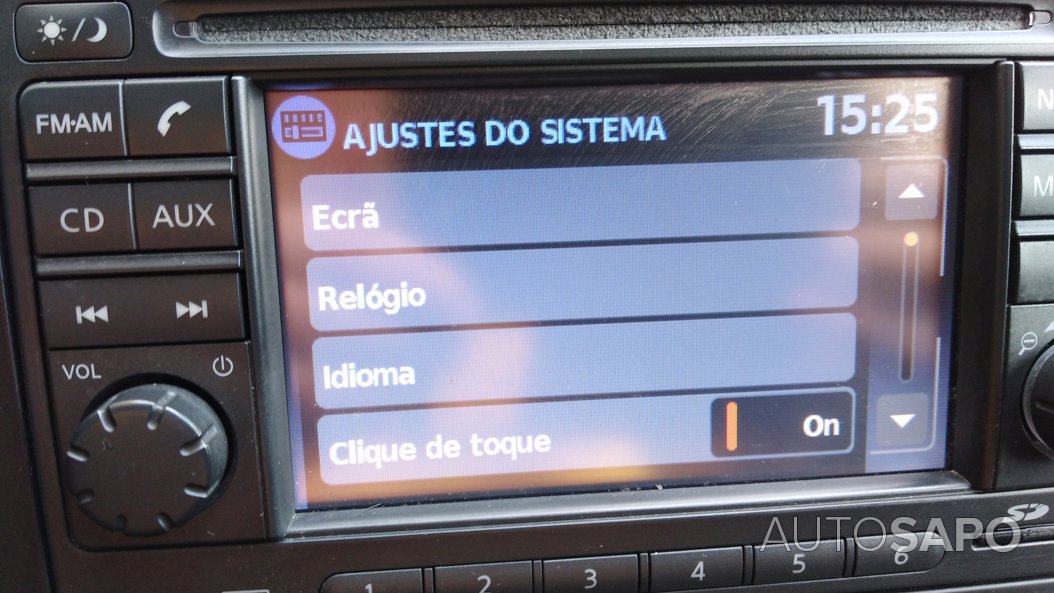 FM·AM
CD
AUX
VOL
AJUSTES DO SISTEMA
15:25
Ecrã
Relógio
Idioma
Clique de toque
On
N
M
SD
AUTOSAPO
1
2
3
4
5
6